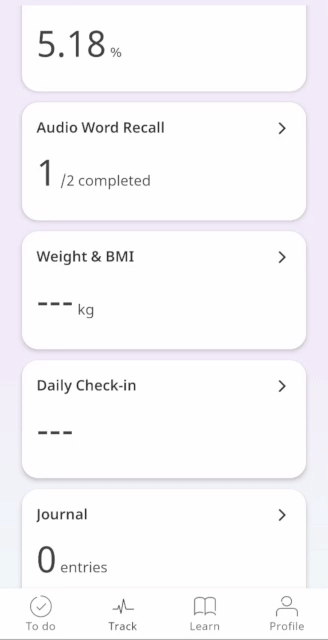 5.18 %
Audio Word Recall
1 /2 completed
Weight & BMI
--- kg
Daily Check-in
---
Journal
0 entries
To do Track Learn Profile